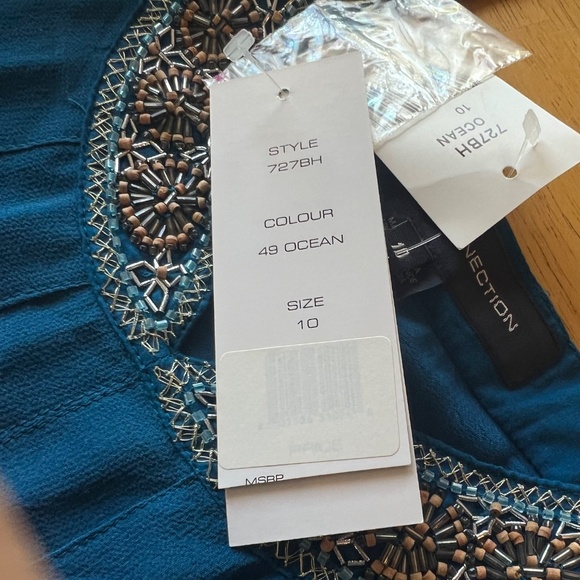 STYLE
727BH
COLOUR
49 OCEAN
SIZE
10
MSRP
727BH
OCEAN
10
NECTION